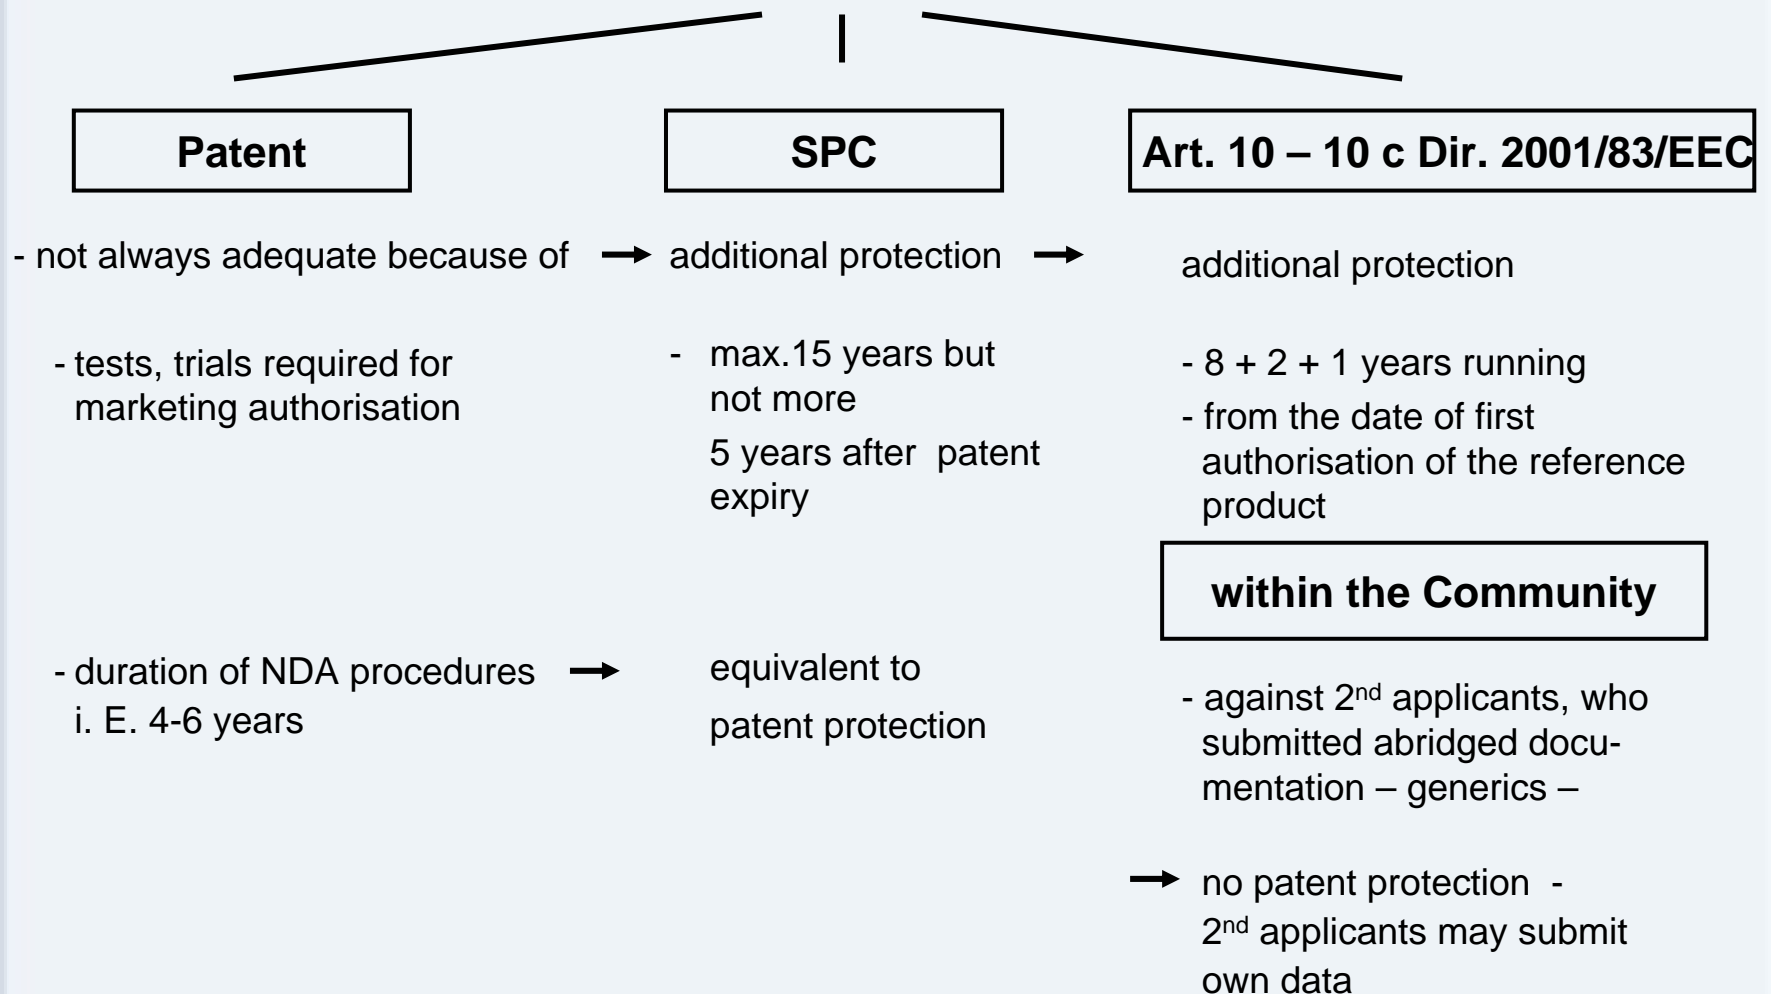 Patent
- not always adequate because of
- tests, trials required for
marketing authorisation
- duration of NDA procedures
i. E. 4-6 years
SPC
additional protection
- max.15 years but
not more
5 years after patent
expiry
equivalent to
patent protection
Art. 10 – 10 c Dir. 2001/83/EEC
additional protection
- 8 + 2 + 1 years running
- from the date of first
authorisation of the reference
product
within the Community
- against 2nd applicants, who
submitted abridged docu-
mentation – generics –
no patent protection -
2nd applicants may submit
own data